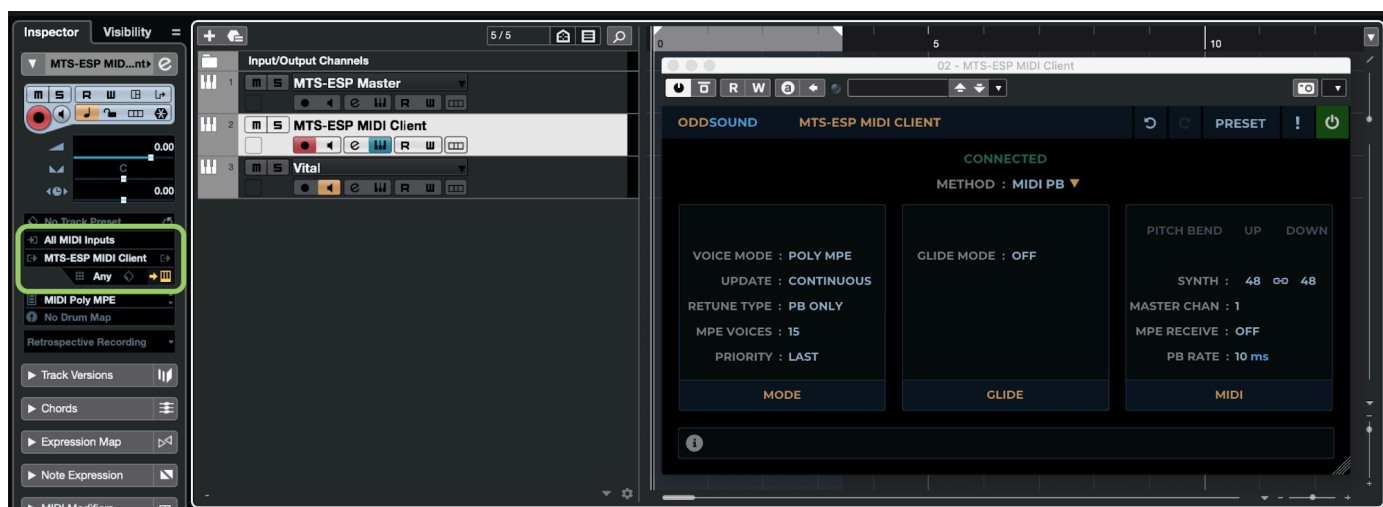 Inspector Visibility
MTS-ESP MID...nt
m S R W
0.00
C
0.00
No Track Preset
All MIDI Inputs
MTS-ESP MIDI Client
Any
MIDI Poly MPE
No Drum Map
Retrospective Recording
Track Versions
Chords
Expression Map
Note Expression
MIDI Modifiers
5/5
Input/Output Channels
1 m S MTS-ESP Master
e R W
2 m S MTS-ESP MIDI Client
e R W
3 m S Vital
e R W
0 5 10
02 - MTS-ESP MIDI Client
R W a
ODDSOUND MTS-ESP MIDI CLIENT PRESET !
CONNECTED
METHOD : MIDI PB
PITCH BEND UP DOWN
VOICE MODE : POLY MPE
UPDATE : CONTINUOUS
RETUNE TYPE : PB ONLY
MPE VOICES : 15
PRIORITY : LAST
MODE
GLIDE MODE : OFF
GLIDE
SYNTH : 48 48
MASTER CHAN : 1
MPE RECEIVE : OFF
PB RATE : 10 ms
MIDI